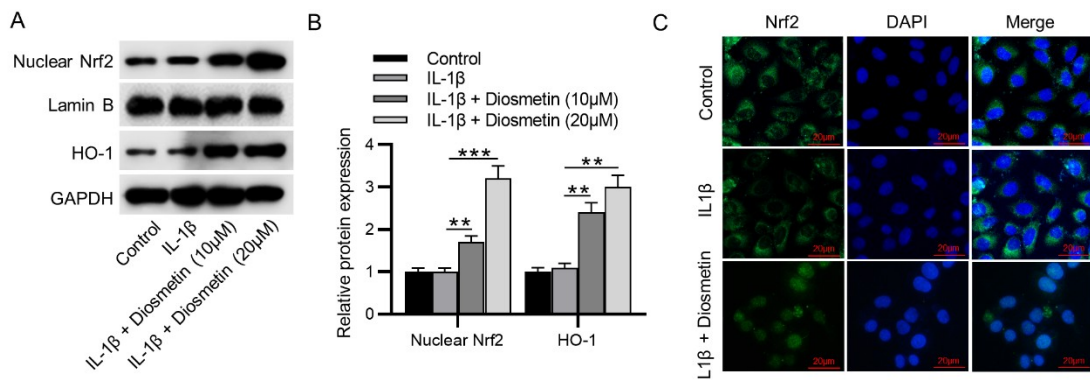 A
Nuclear Nrf2
Lamin B
HO-1
GAPDH
Control
IL-1β
IL-1β + Diosmetin (10μM)
IL-1β + Diosmetin (20μM)
B
Control
IL-1β
IL-1β + Diosmetin (10μM)
IL-1β + Diosmetin (20μM)
Relative protein expression
4
3
2
1
0
**
***
**
**
Nuclear Nrf2
HO-1
C
Nrf2 DAPI Merge
Control
20μm 20μm 20μm
IL1β
20μm 20μm 20μm
L1β + Diosmetin
20μm 20μm 20μm